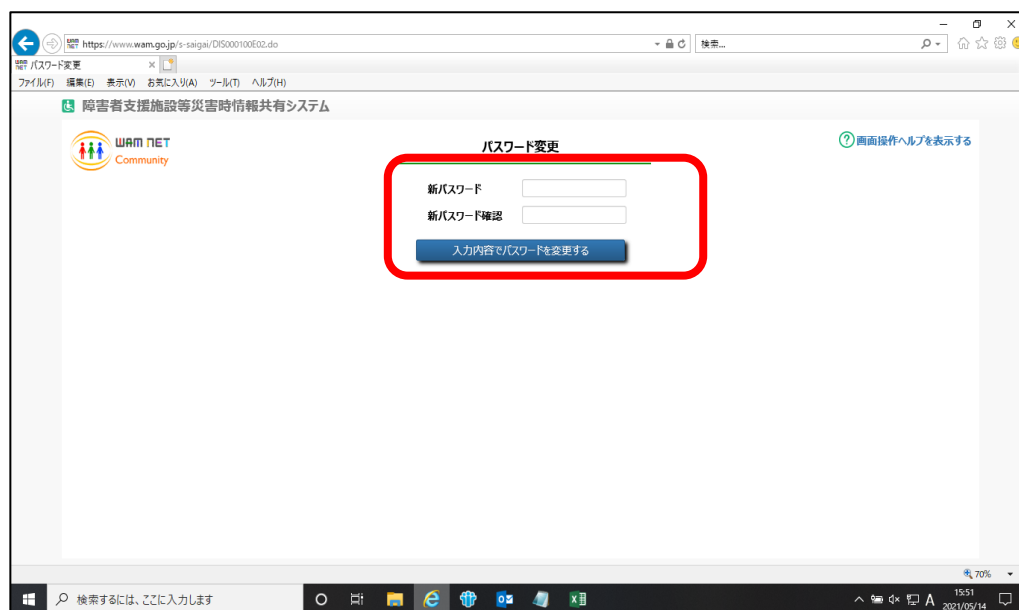 https://www.wam.go.jp/s-saigai/DIS000100E02.do
検索...
パスワード変更
ファイル(F) 編集(E) 表示(V) お気に入り(A) ツール(T) ヘルプ(H)
障害者支援施設等災害時情報共有システム
WAM NET
Community
パスワード変更
画面操作ヘルプを表示する
新パスワード
新パスワード確認
入力内容でパスワードを変更する
70%
検索するには、ここに入力します
A
15:51
2021/05/14